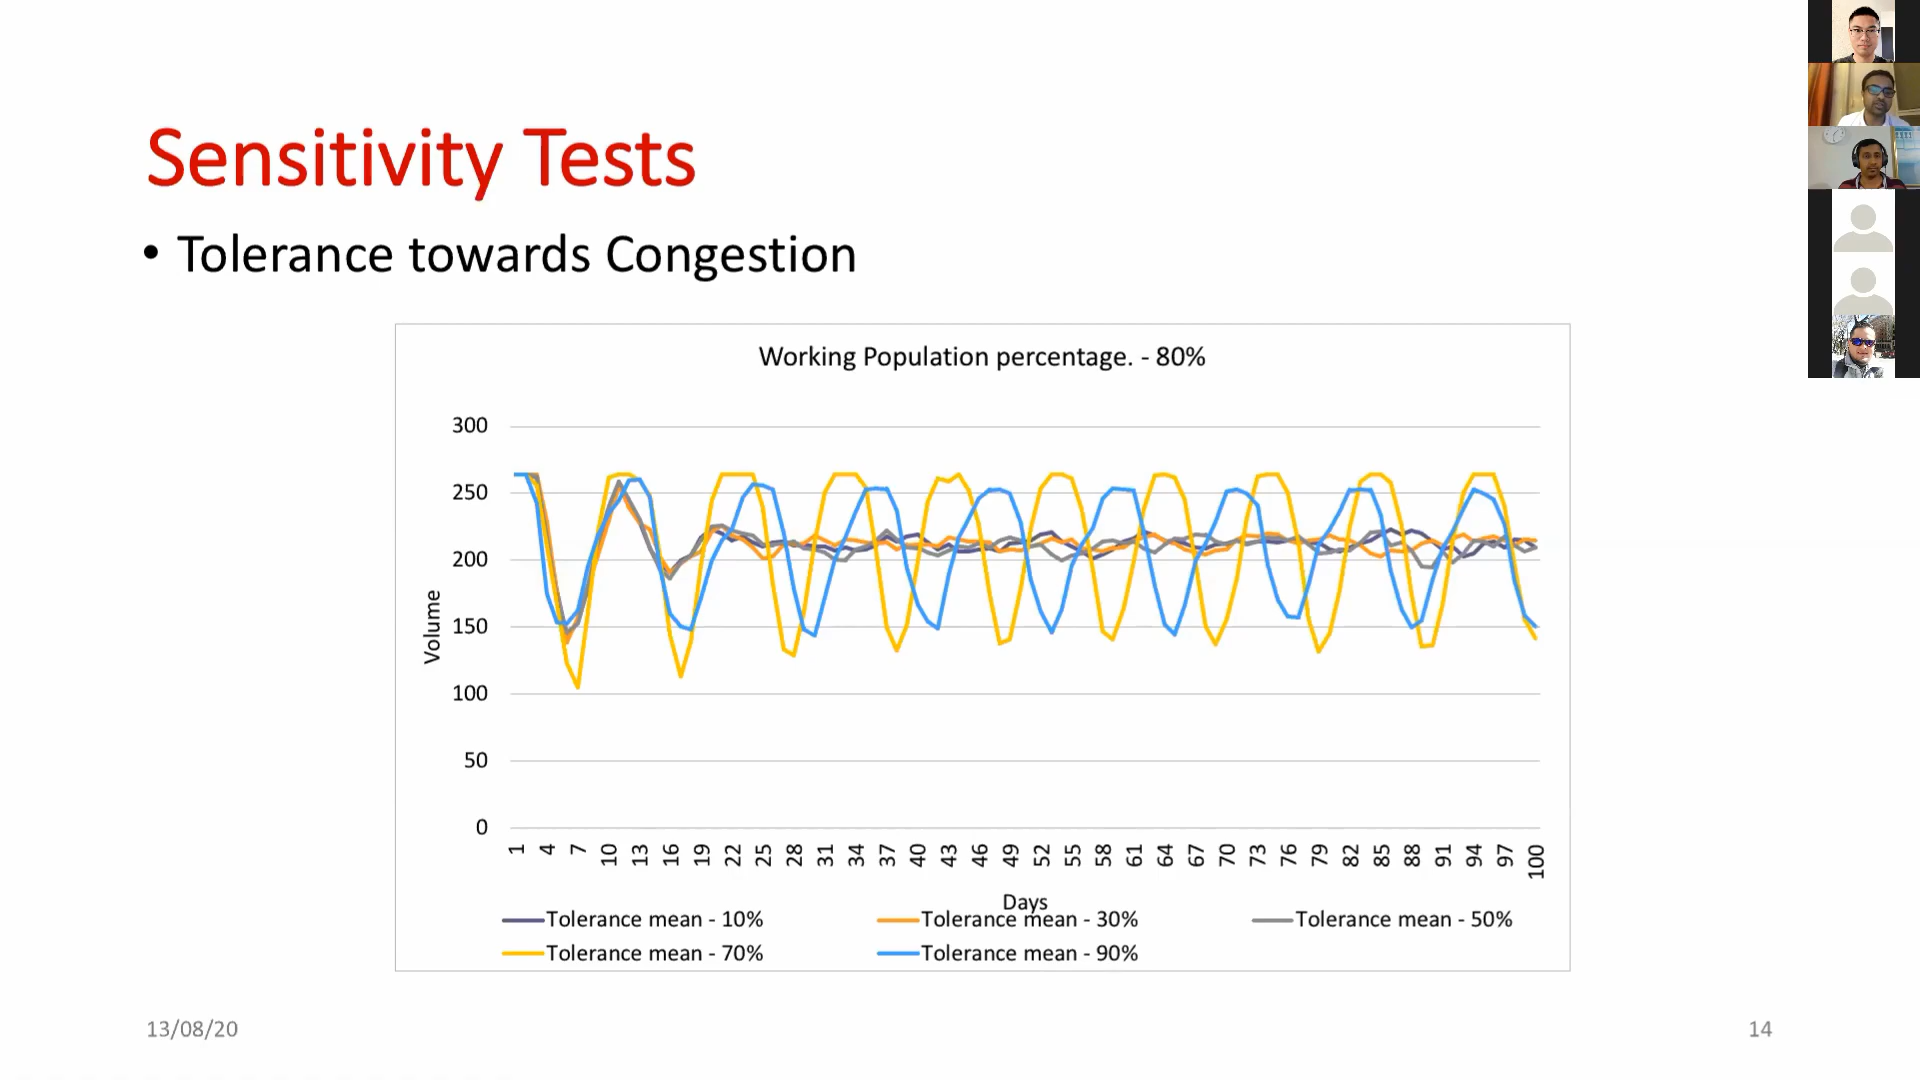 Sensitivity Tests
• Tolerance towards Congestion
Working Population percentage. - 80%
300
250
200
150
100
50
0
Volume
1 4 7 10 13 16 19 22 25 28 31 34 37 40 43 46 49 52 55 58 61 64 67 70 73 76 79 82 85 88 91 94 97 100
Days
Tolerance mean - 10% Tolerance mean - 30% Tolerance mean - 50%
Tolerance mean - 70% Tolerance mean - 90%
13/08/20 14